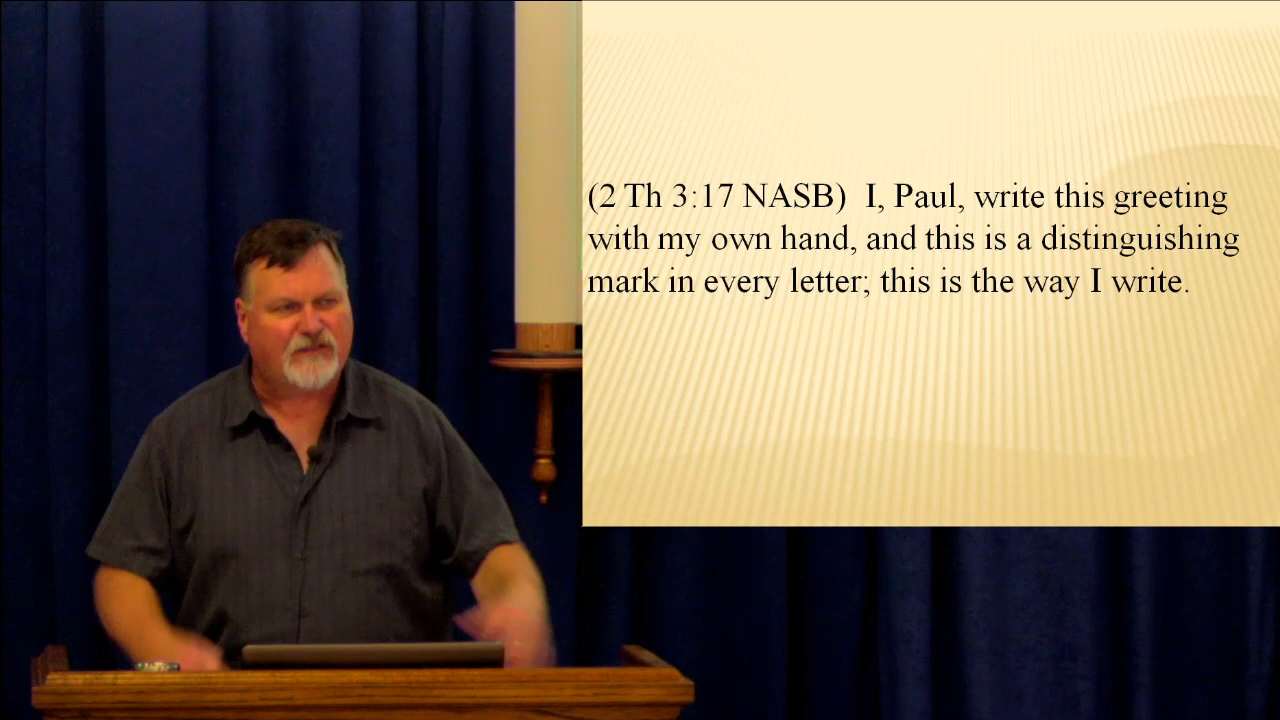 (2 Th 3:17 NASB)  I, Paul, write this greeting
with my own hand, and this is a distinguishing
mark in every letter; this is the way I write.